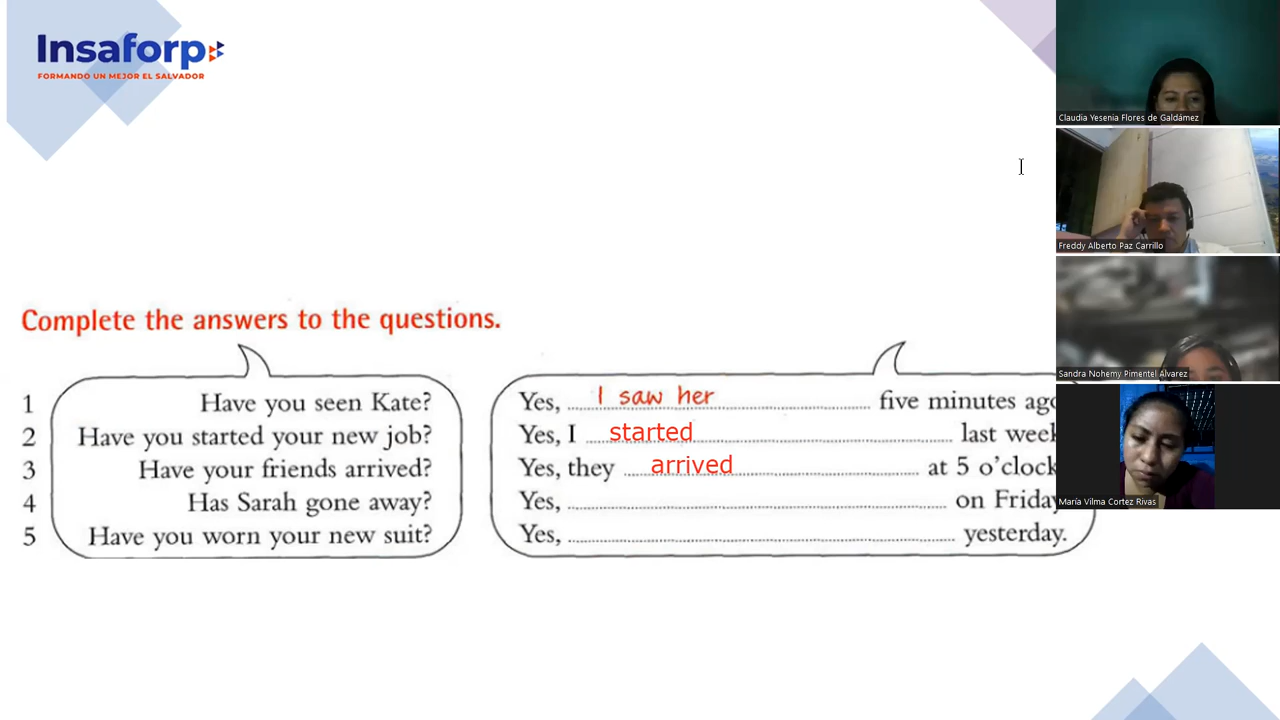 Insaforp
FORMANDO UN MEJOR EL SALVADOR
Complete the answers to the questions.
1 Have you seen Kate? Yes, I saw her five minutes ago
2 Have you started your new job? Yes, I started last week
3 Have your friends arrived? Yes, they arrived at 5 o'clock
4 Has Sarah gone away? Yes, on Friday
5 Have you worn your new suit? Yes, yesterday.
Claudia Yesenia Flores de Galdámez
Freddy Alberto Paz Carrillo
Sandra Nohemy Pimentel Alvarez
María Vilma Cortez Rivas